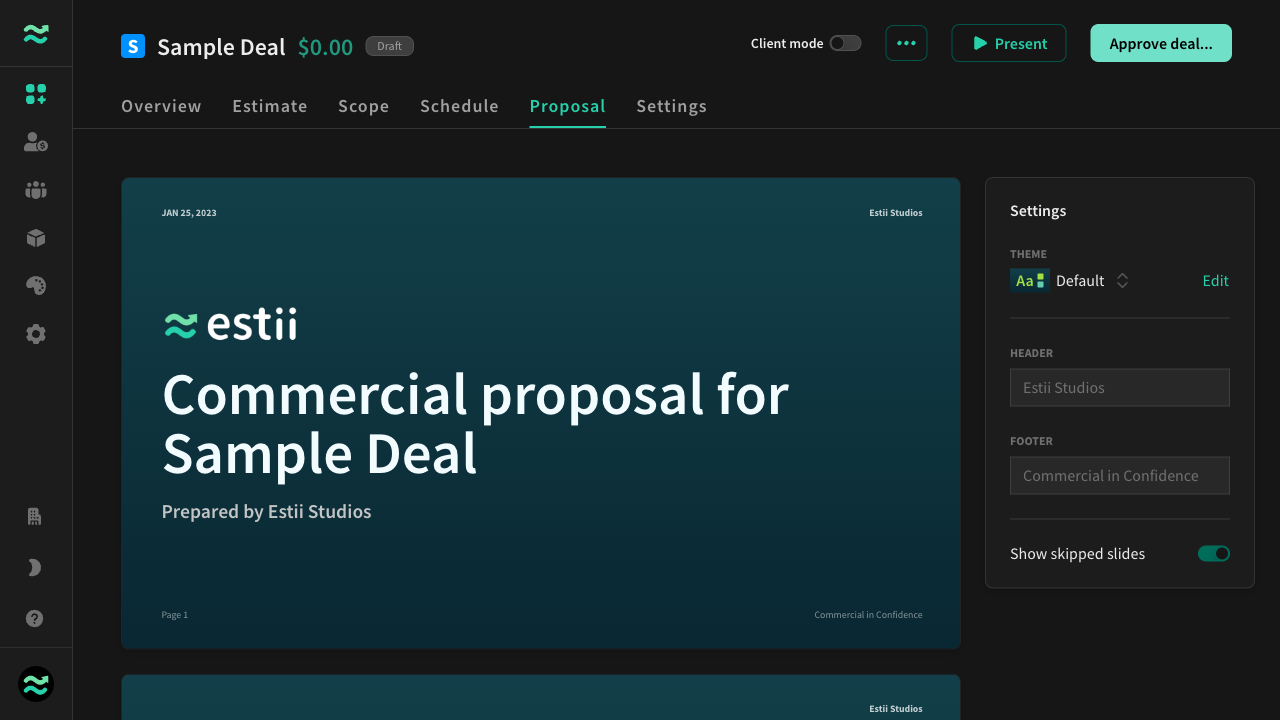 S Sample Deal $0.00 Draft
Client mode
Present
Approve deal...
Overview Estimate Scope Schedule Proposal Settings
JAN 25, 2023
Estii Studios
estii
Commercial proposal for
Sample Deal
Prepared by Estii Studios
Page 1
Commercial in Confidence
Estii Studios
Settings
THEME
Aa Default Edit
HEADER
Estii Studios
FOOTER
Commercial in Confidence
Show skipped slides